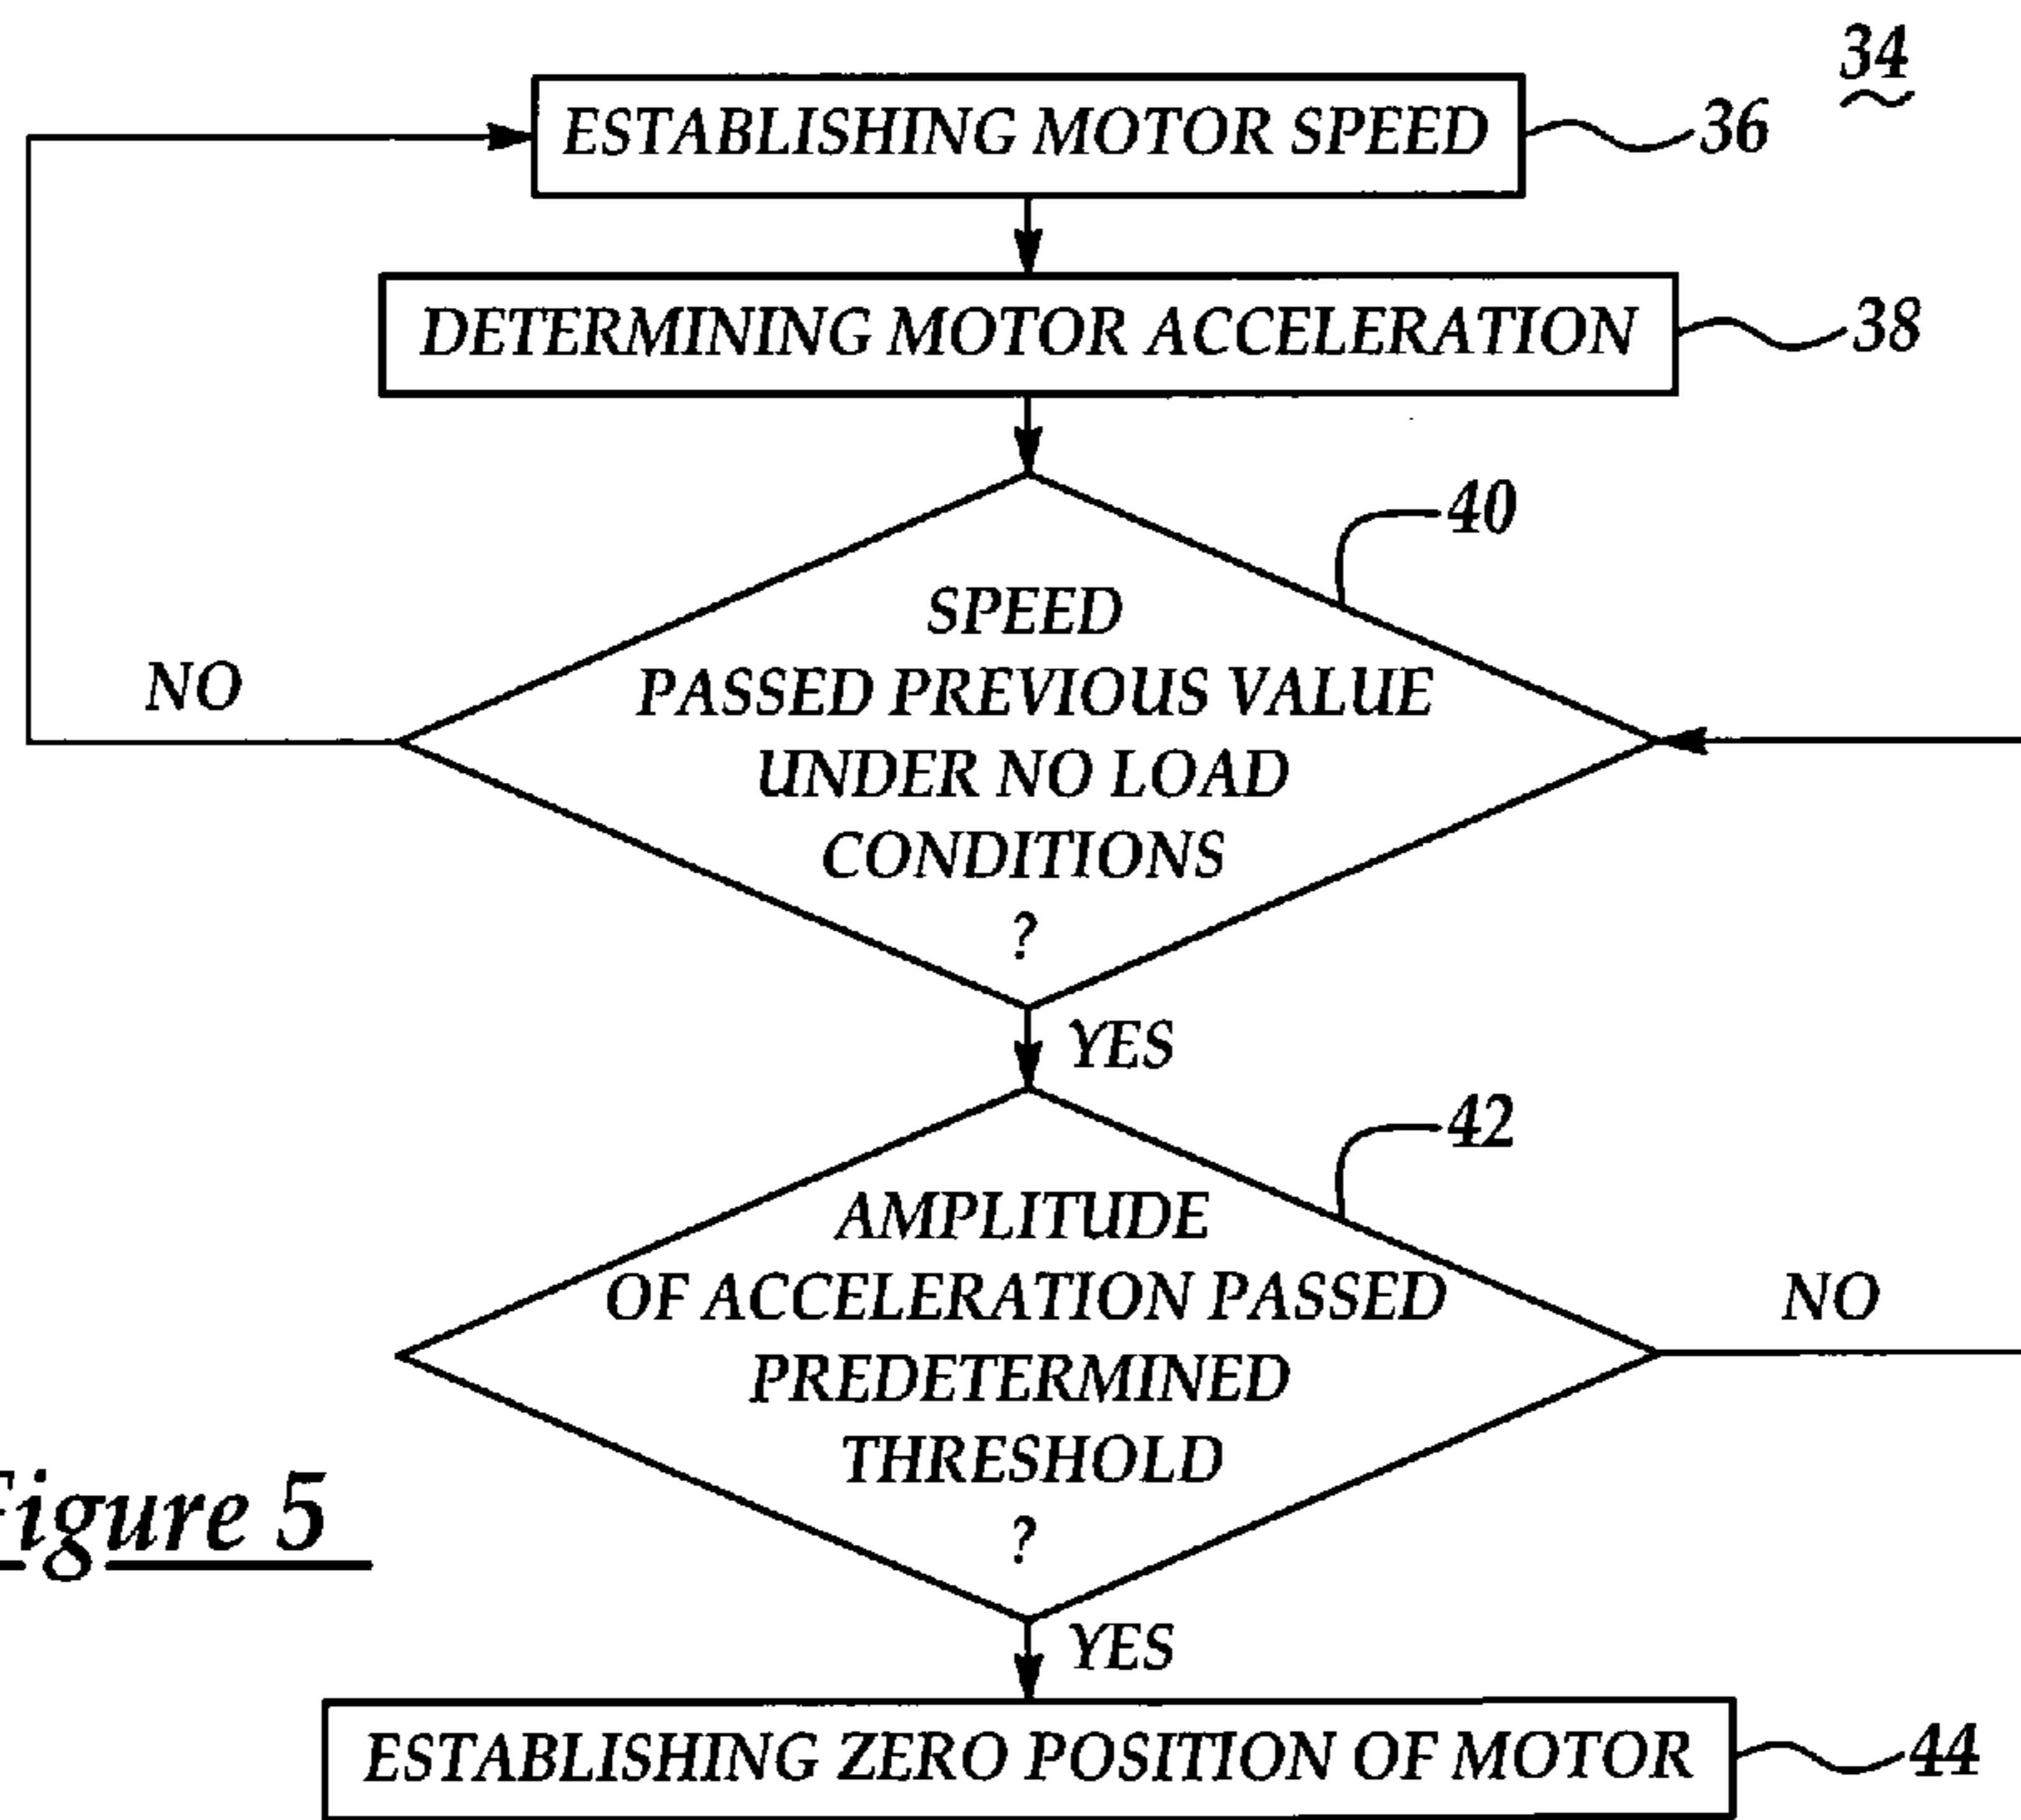 34
ESTABLISHING MOTOR SPEED
36
DETERMINING MOTOR ACCELERATION
38
40
SPEED
PASSED PREVIOUS VALUE
UNDER NO LOAD
CONDITIONS
?
NO
YES
42
AMPLITUDE
OF ACCELERATION PASSED
PREDETERMINED
THRESHOLD
?
NO
Figure 5
YES
ESTABLISHING ZERO POSITION OF MOTOR
44